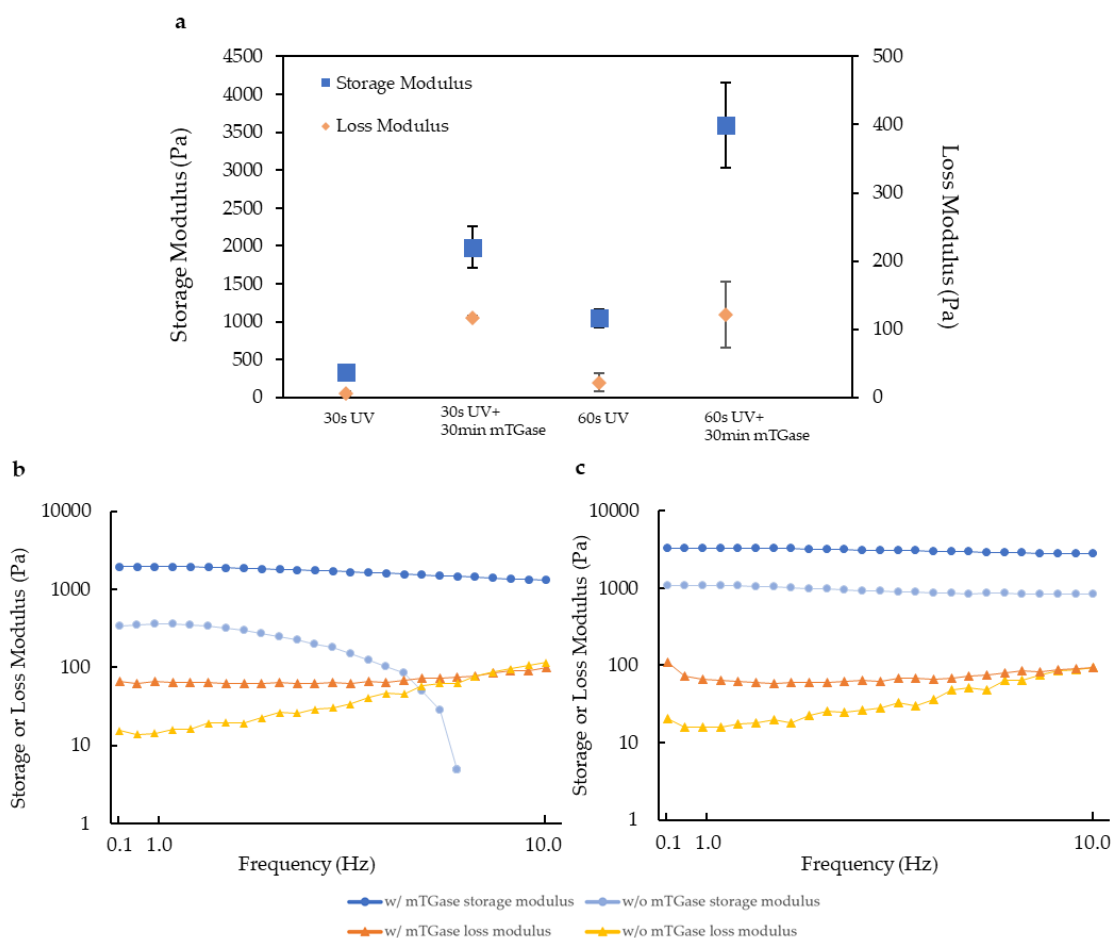 a
4500
4000
3500
3000
2500
2000
1500
1000
500
0
Storage Modulus (Pa)
Storage Modulus
Loss Modulus
500
400
300
200
100
0
Loss Modulus (Pa)
30s UV
30s UV+
30min mTGase
60s UV
60s UV+
30min mTGase
b
10000
1000
100
10
1
Storage or Loss Modulus (Pa)
0.1
1.0
10.0
Frequency (Hz)
c
10000
1000
100
10
1
Storage or Loss Modulus (Pa)
0.1
1.0
10.0
Frequency (Hz)
w/ mTGase storage modulus
w/o mTGase storage modulus
w/ mTGase loss modulus
w/o mTGase loss modulus